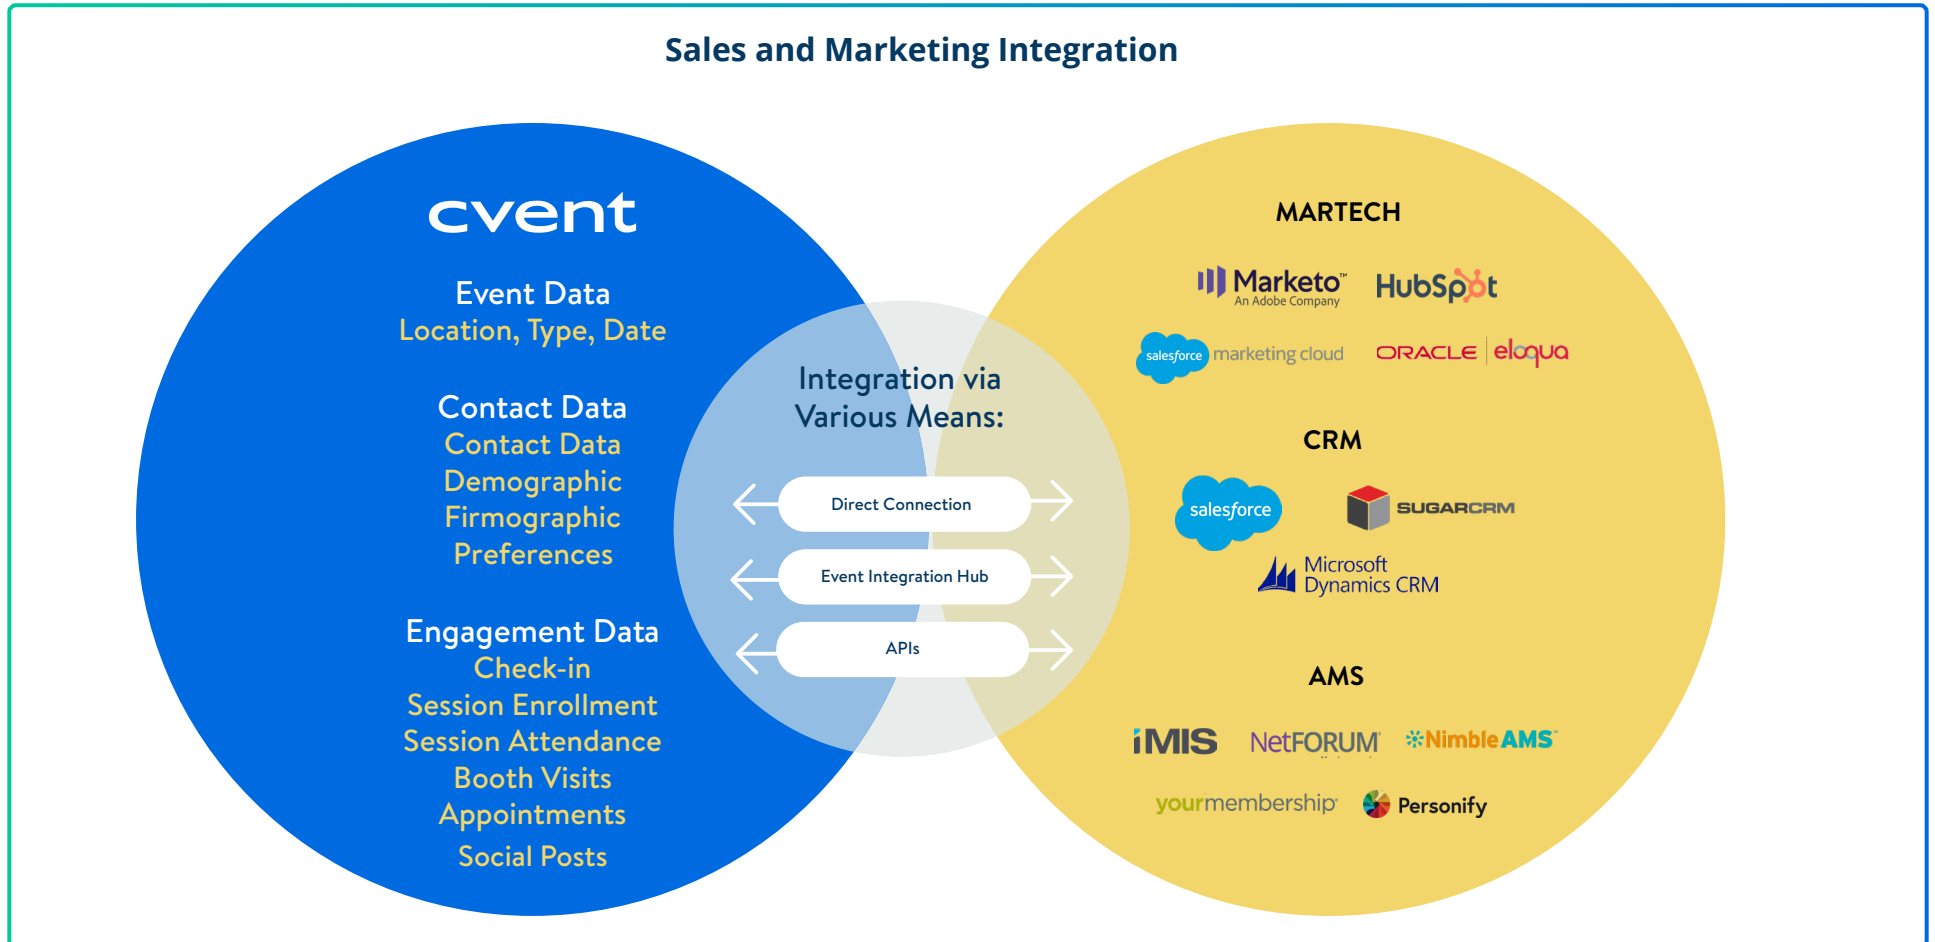 Sales and Marketing Integration
cvent
Event Data
Location, Type, Date
Contact Data
Contact Data
Demographic
Firmographic
Preferences
Engagement Data
Check-in
Session Enrollment
Session Attendance
Booth Visits
Appointments
Social Posts
Integration via
Various Means:
Direct Connection
Event Integration Hub
APIs
MARTECH
Marketo™
An Adobe Company
HubSpot
salesforce marketing cloud
ORACLE | eloqua
CRM
salesforce
SUGARCRM
Microsoft
Dynamics CRM
AMS
iMIS
NetFORUM
NimbleAMS™
yourmembership
Personify